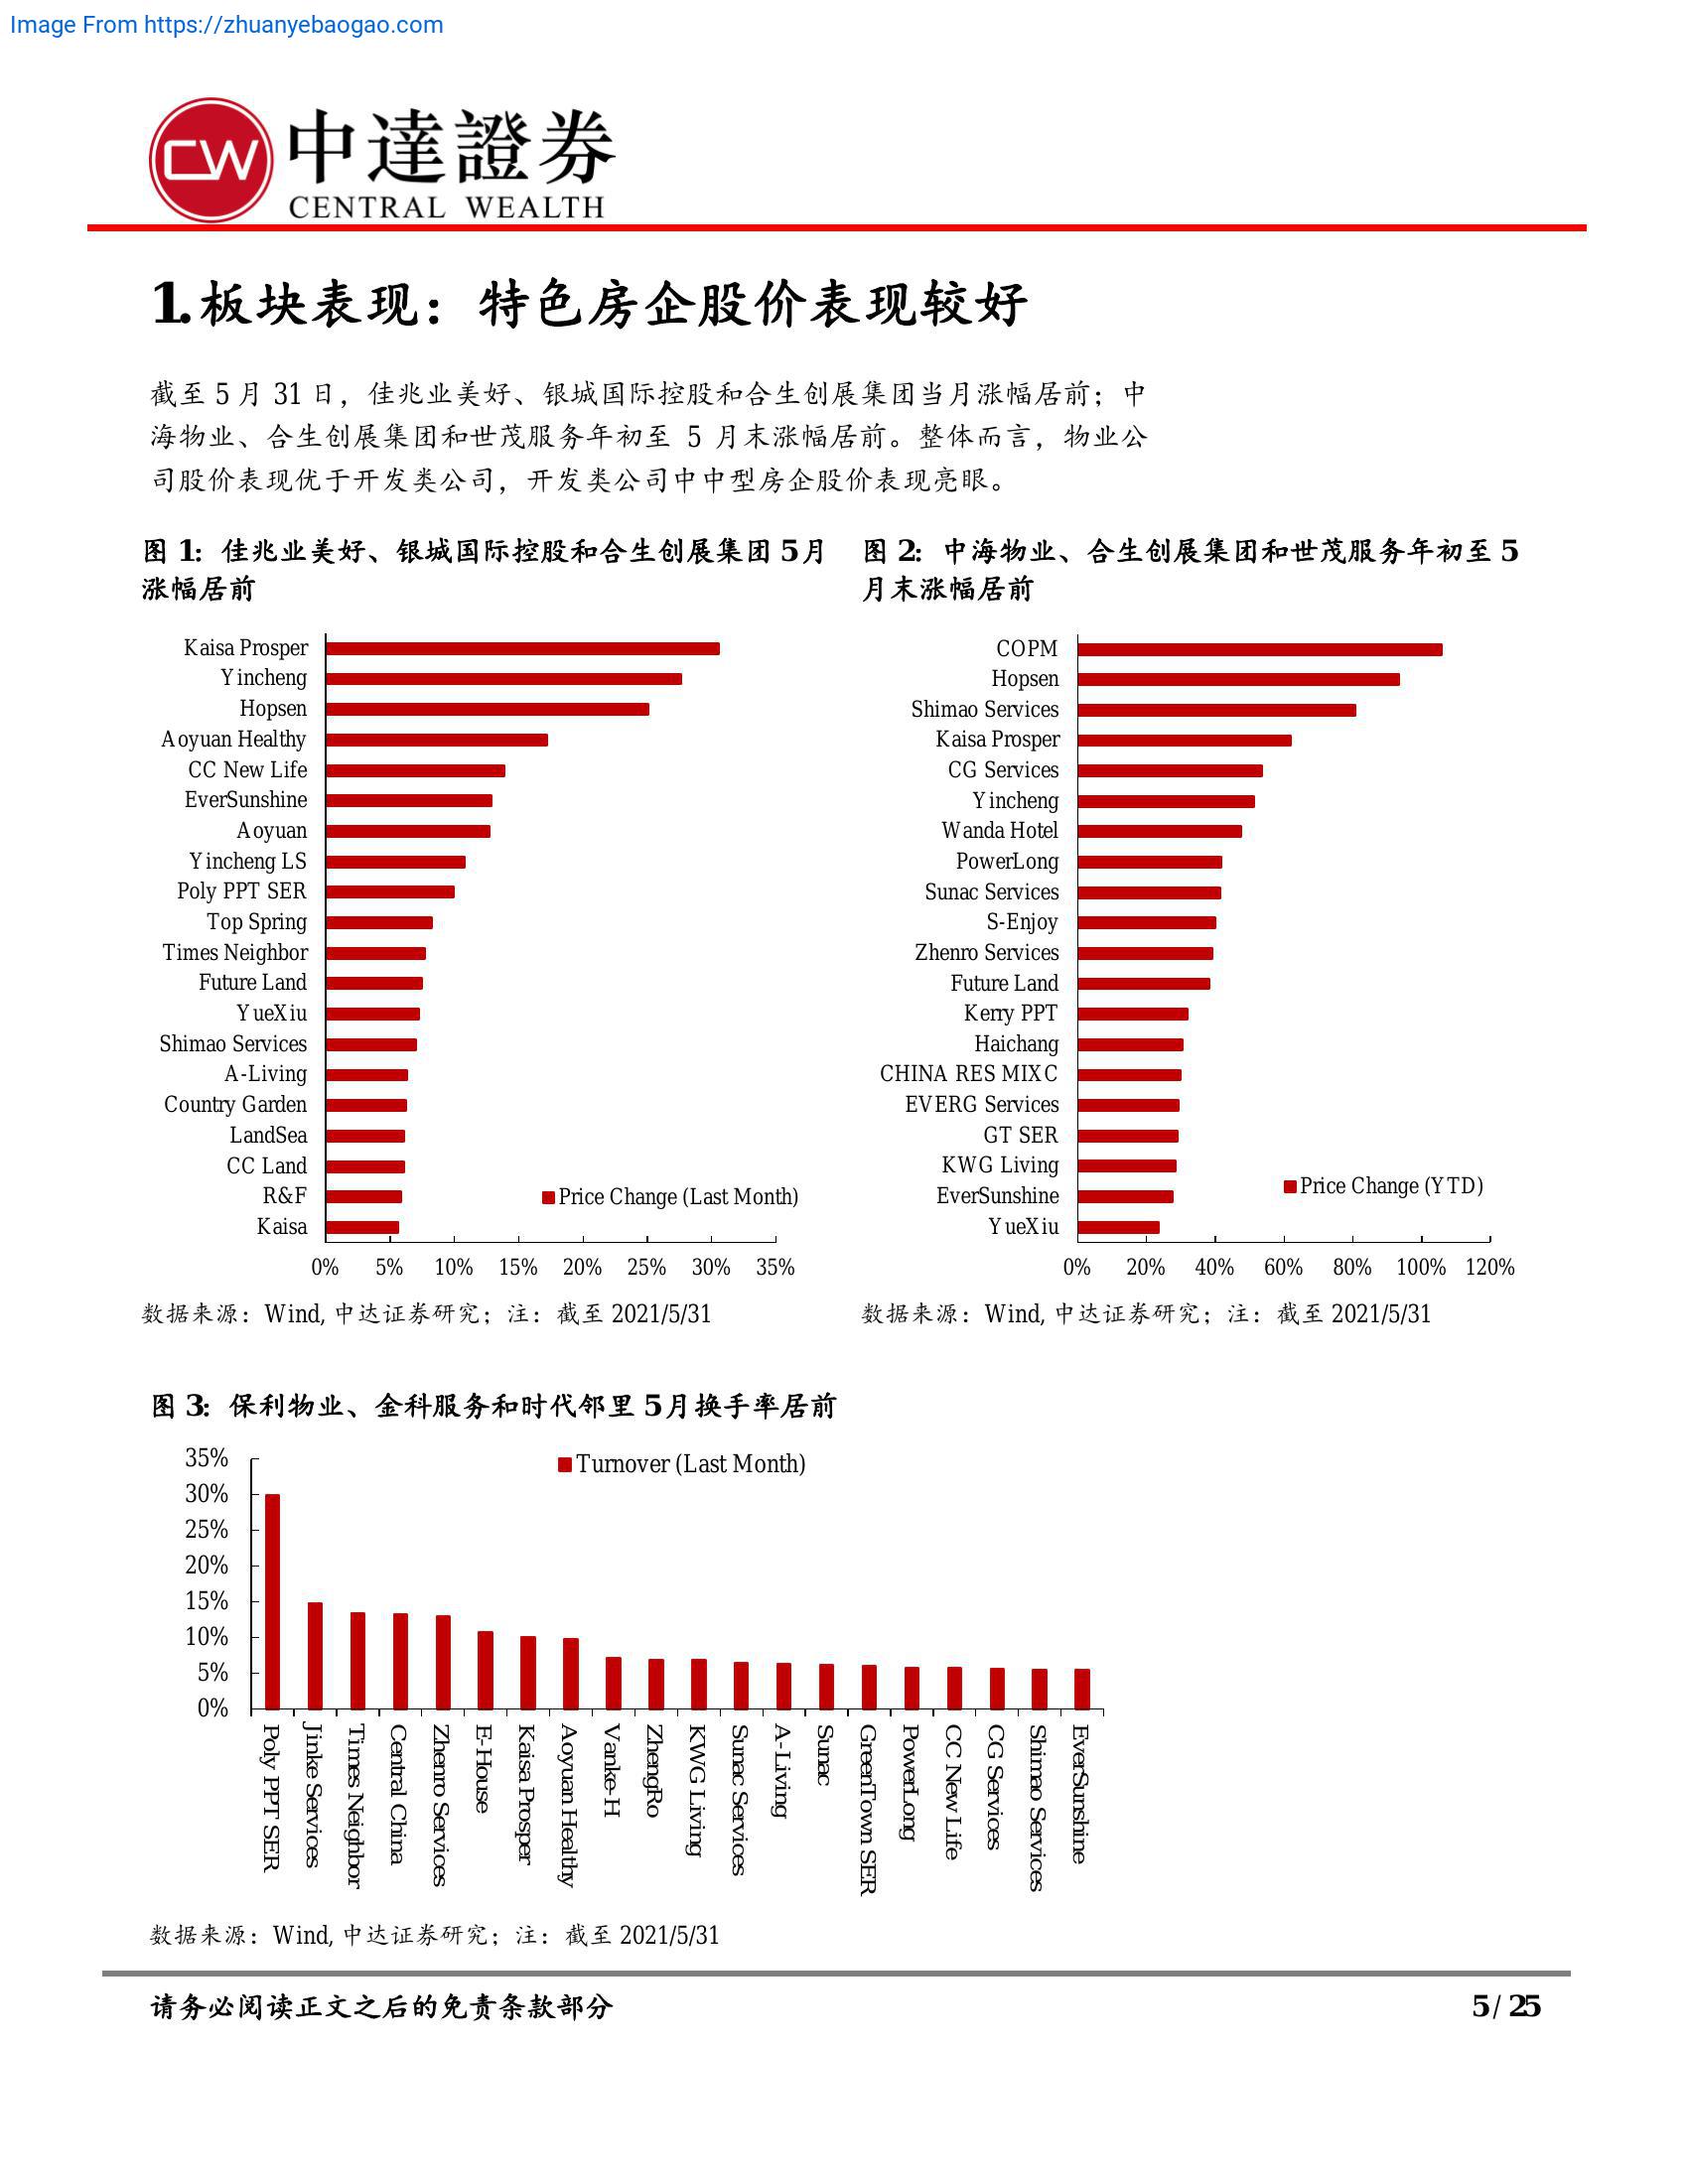 Image From https://zhuanyebaogao.com
CW
中達證券
CENTRAL WEALTH
1.板块表现：特色房企股价表现较好
截至 5 月 31 日，佳兆业美好、银城国际控股和合生创展集团当月涨幅居前；中
海物业、合生创展集团和世茂服务年初至 5 月末涨幅居前。整体而言，物业公
司股价表现优于开发类公司，开发类公司中中型房企股价表现亮眼。
图 1: 佳兆业美好、银城国际控股和合生创展集团 5月
涨幅居前
Kaisa Prosper
Yincheng
Hopsen
Aoyuan Healthy
CC New Life
EverSunshine
Aoyuan
Yincheng LS
Poly PPT SER
Top Spring
Times Neighbor
Future Land
YueXiu
Shimao Services
A-Living
Country Garden
LandSea
CC Land
R&F
Kaisa
Price Change (Last Month)
0% 5% 10% 15% 20% 25% 30% 35%
数据来源：Wind, 中达证券研究；注：截至 2021/5/31
图 2: 中海物业、合生创展集团和世茂服务年初至 5
月末涨幅居前
COPM
Hopsen
Shimao Services
Kaisa Prosper
CG Services
Yincheng
Wanda Hotel
PowerLong
Sunac Services
S-Enjoy
Zhenro Services
Future Land
Kerry PPT
Haichang
CHINA RES MIXC
EVERG Services
GT SER
KWG Living
EverSunshine
YueXiu
Price Change (YTD)
0% 20% 40% 60% 80% 100% 120%
数据来源：Wind, 中达证券研究；注：截至 2021/5/31
图 3: 保利物业、金科服务和时代邻里 5月换手率居前
Turnover (Last Month)
35%
30%
25%
20%
15%
10%
5%
0%
Poly PPT SER
Jinke Services
Times Neighbor
Central China
Zhenro Services
E-House
Kaisa Prosper
Aoyuan Healthy
Vanke-H
ZhengRo
KWG Living
Sunac Services
A-Living
Sunac
GreenTown SER
PowerLong
CC New Life
CG Services
Shimao Services
EverSunshine
数据来源：Wind, 中达证券研究；注：截至 2021/5/31
请务必阅读正文之后的免责条款部分
5 / 25